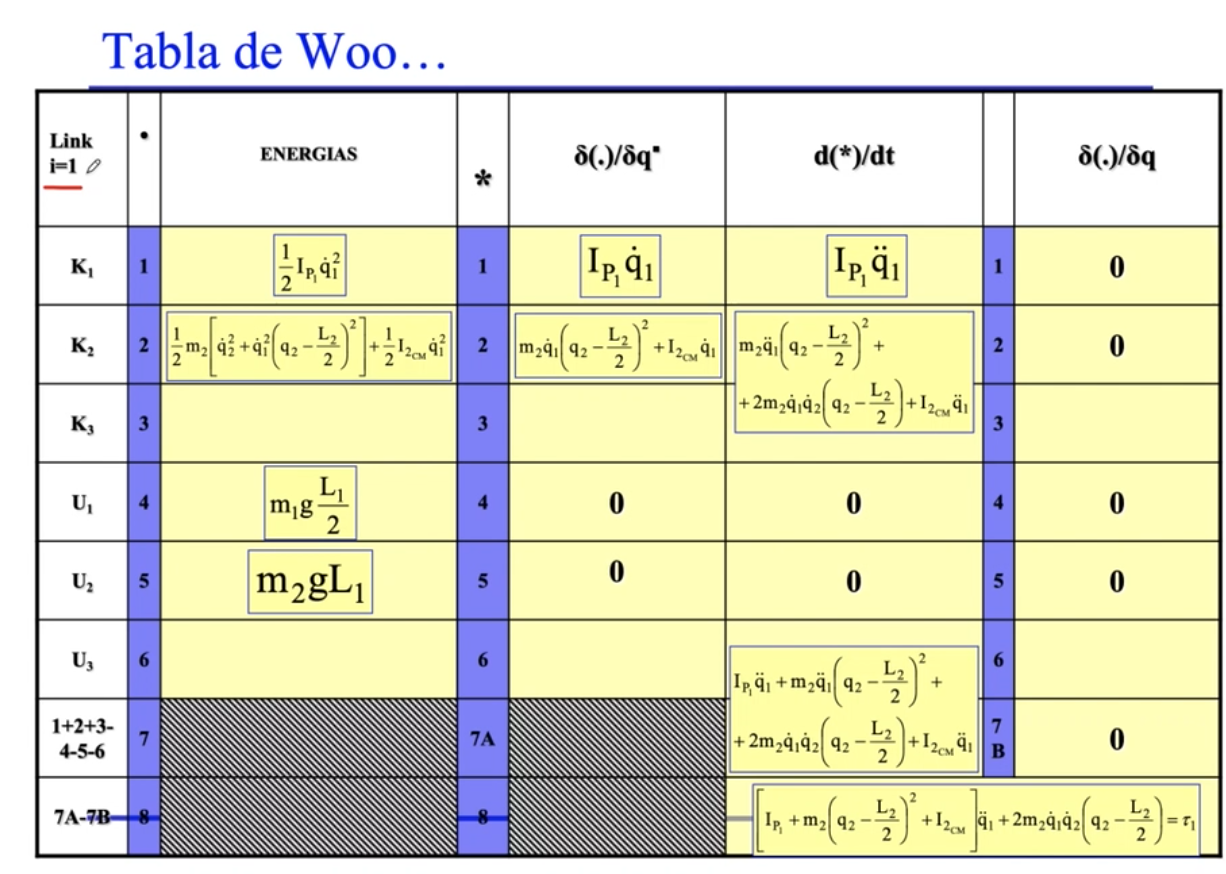 Tabla de Woo…
Link i=1 • ENERGIAS * δ(.)/δq˙ d(*)/dt δ(.)/δq
K₁ 1 $\frac{1}{2}I_{P_1}\dot{q}_1^2$ 1 $I_{P_1}\dot{q}_1$ $I_{P_1}\ddot{q}_1$ 1 0
K₂ 2 $\frac{1}{2}m_2\left[\dot{q}_2^2+\dot{q}_1^2\left(q_2-\frac{L_2}{2}\right)^2\right]+\frac{1}{2}I_{2_{CM}}\dot{q}_1^2$ 2 $m_2\dot{q}_1\left(q_2-\frac{L_2}{2}\right)^2+I_{2_{CM}}\dot{q}_1$ $m_2\ddot{q}_1\left(q_2-\frac{L_2}{2}\right)^2+$ 2 0
K₃ 3 3 $+2m_2\dot{q}_1\dot{q}_2\left(q_2-\frac{L_2}{2}\right)+I_{2_{CM}}\ddot{q}_1$ 3
U₁ 4 $m_1g\frac{L_1}{2}$ 4 0 0 4 0
U₂ 5 $m_2gL_1$ 5 0 0 5 0
U₃ 6 6 $I_{P_1}\ddot{q}_1+m_2\ddot{q}_1\left(q_2-\frac{L_2}{2}\right)^2+$ 6
1+2+3-4-5-6 7 7A $+2m_2\dot{q}_1\dot{q}_2\left(q_2-\frac{L_2}{2}\right)+I_{2_{CM}}\ddot{q}_1$ 7B 0
7A-7B 8 8 $\left[I_{P_1}+m_2\left(q_2-\frac{L_2}{2}\right)^2+I_{2_{CM}}\right]\ddot{q}_1+2m_2\dot{q}_1\dot{q}_2\left(q_2-\frac{L_2}{2}\right)=\tau_1$